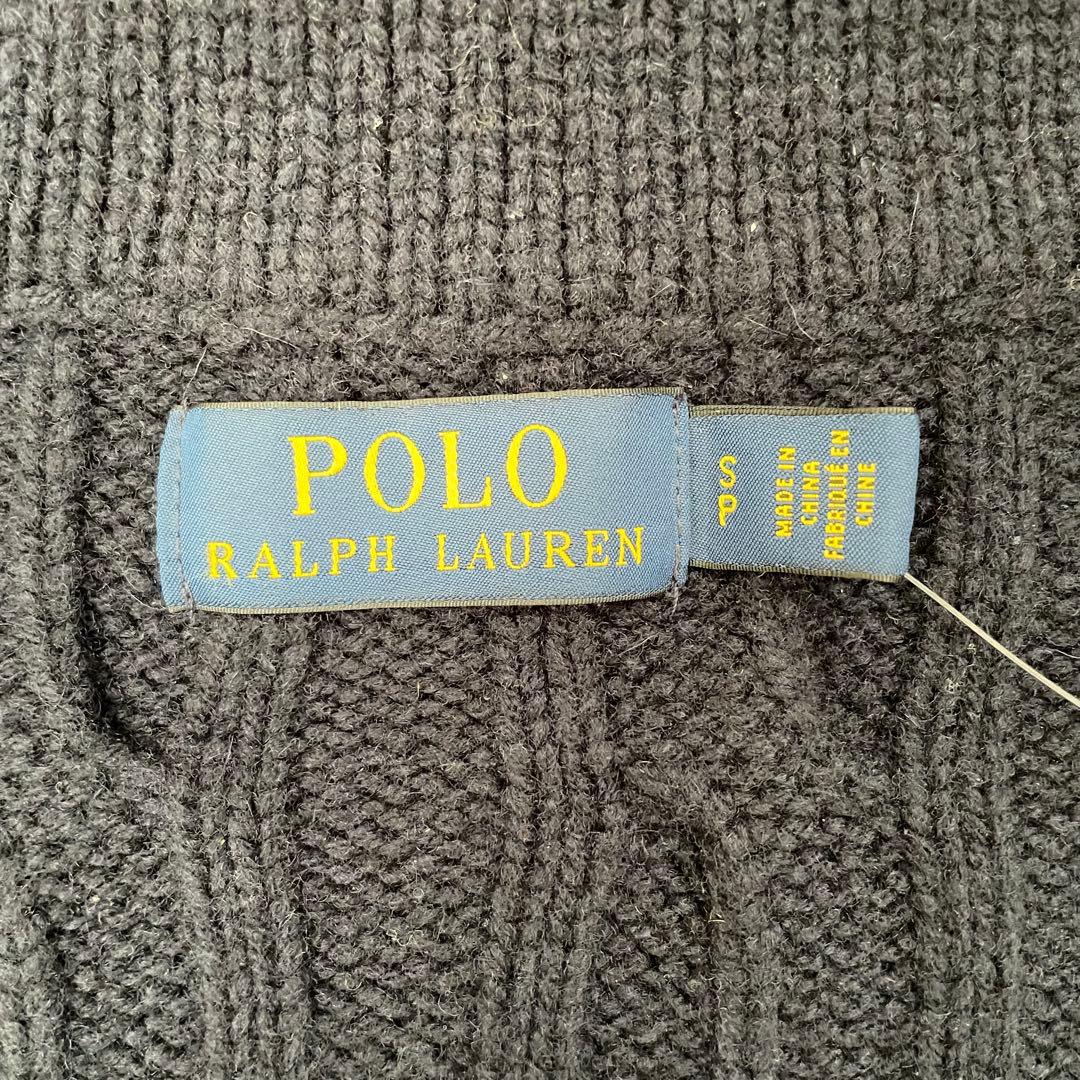 POLO
RALPH LAUREN
S
P
MADE IN
CHINA
FABRIQUÉ EN
CHINE